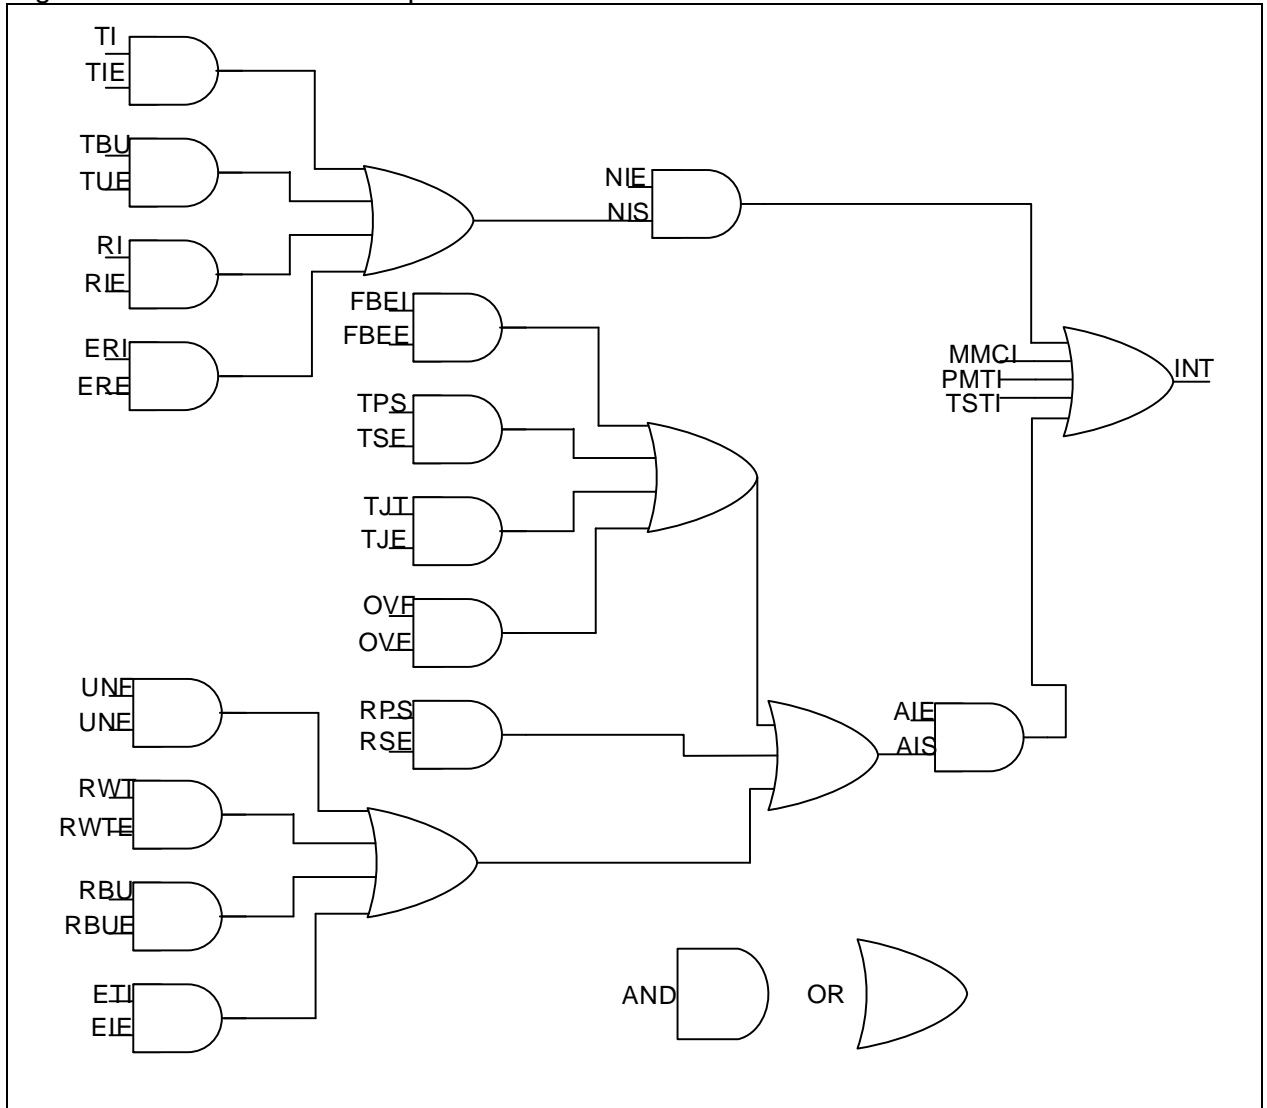 TI
TIE
TBU
TUE
RI
RIE
ERI
ERE
NIE
NIS
FBEI
FBEE
TPS
TSE
TJT
TJE
OVF
OVE
MMCI
PMTI
TSTI
INT
UNF
UNE
RWT
RWTE
RBU
RBUE
ETI
EIE
RPS
RSE
AIE
AIS
AND
OR